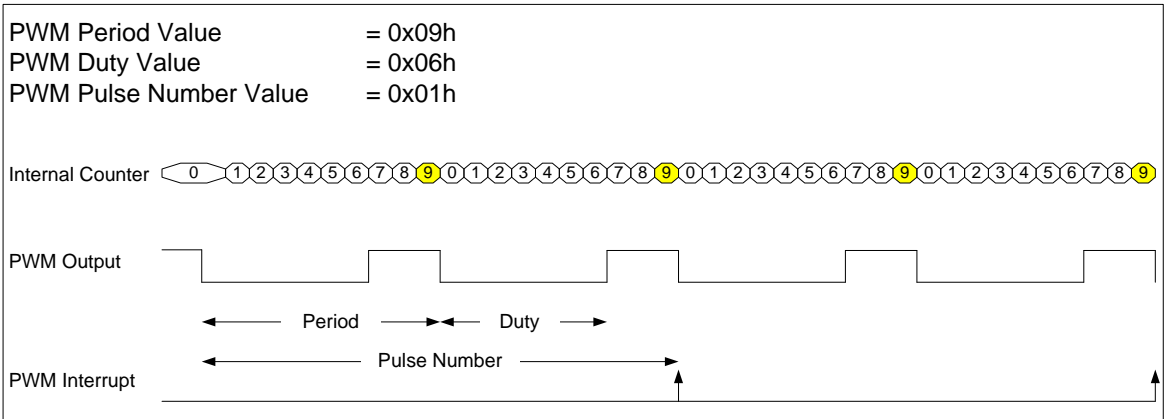 PWM Period Value = 0x09h
PWM Duty Value = 0x06h
PWM Pulse Number Value = 0x01h
Internal Counter 0 1 2 3 4 5 6 7 8 9 0 1 2 3 4 5 6 7 8 9 0 1 2 3 4 5 6 7 8 9 0 1 2 3 4 5 6 7 8 9
PWM Output
Period Duty
Pulse Number
PWM Interrupt